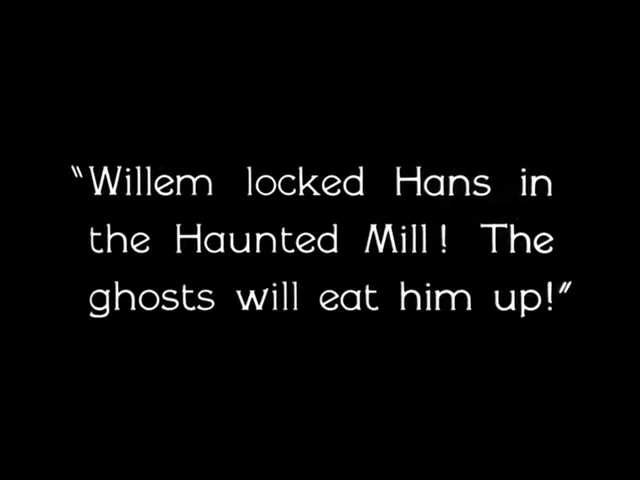 "Willem locked Hans in
the Haunted Mill! The
ghosts will eat him up!"